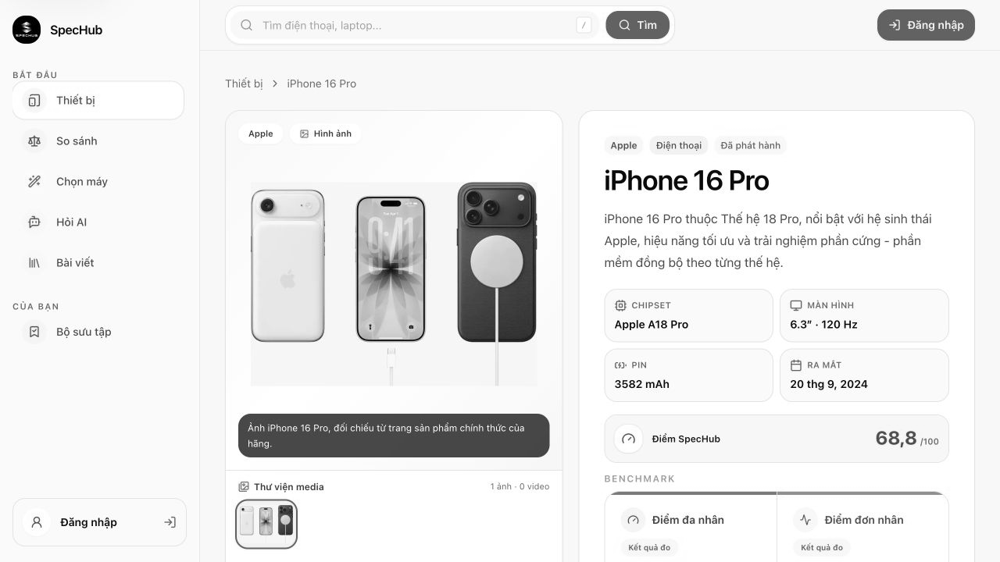 SPECHUB
SpecHub
BẮT ĐẦU
Thiết bị
So sánh
Chọn máy
Hỏi AI
Bài viết
CỦA BẠN
Bộ sưu tập
Đăng nhập
Tìm điện thoại, laptop...
/
Tìm
Đăng nhập
Thiết bị
iPhone 16 Pro
Apple
Hình ảnh
9:41
Ảnh iPhone 16 Pro, đối chiếu từ trang sản phẩm chính thức của
hãng.
Thư viện media
1 ảnh · 0 video
Apple
Điện thoại
Đã phát hành
iPhone 16 Pro
iPhone 16 Pro thuộc Thế hệ 18 Pro, nổi bật với hệ sinh thái
Apple, hiệu năng tối ưu và trải nghiệm phần cứng - phần
mềm đồng bộ theo từng thế hệ.
CHIPSET
Apple A18 Pro
MÀN HÌNH
6.3″ · 120 Hz
PIN
3582 mAh
RA MẮT
20 thg 9, 2024
Điểm SpecHub
68,8 /100
BENCHMARK
Điểm đa nhân
Kết quả đo
Điểm đơn nhân
Kết quả đo